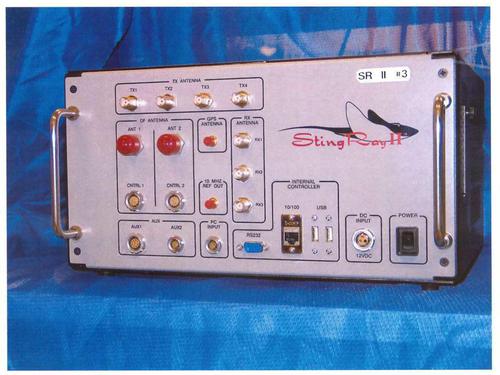 SR II #3
TX ANTENNA
TX1 TX2 TX3 TX4
StingRay II
DF ANTENNA
ANT 1 ANT 2
GPS ANTENNA
RX ANTENNA
RX1
RX2
RX3
CNTRL 1 CNTRL 2
10 MHz REF OUT
INTERNAL CONTROLLER
10/100 USB
DC INPUT
POWER
AUX
AUX1 AUX2
PC INPUT
RS232
12VDC